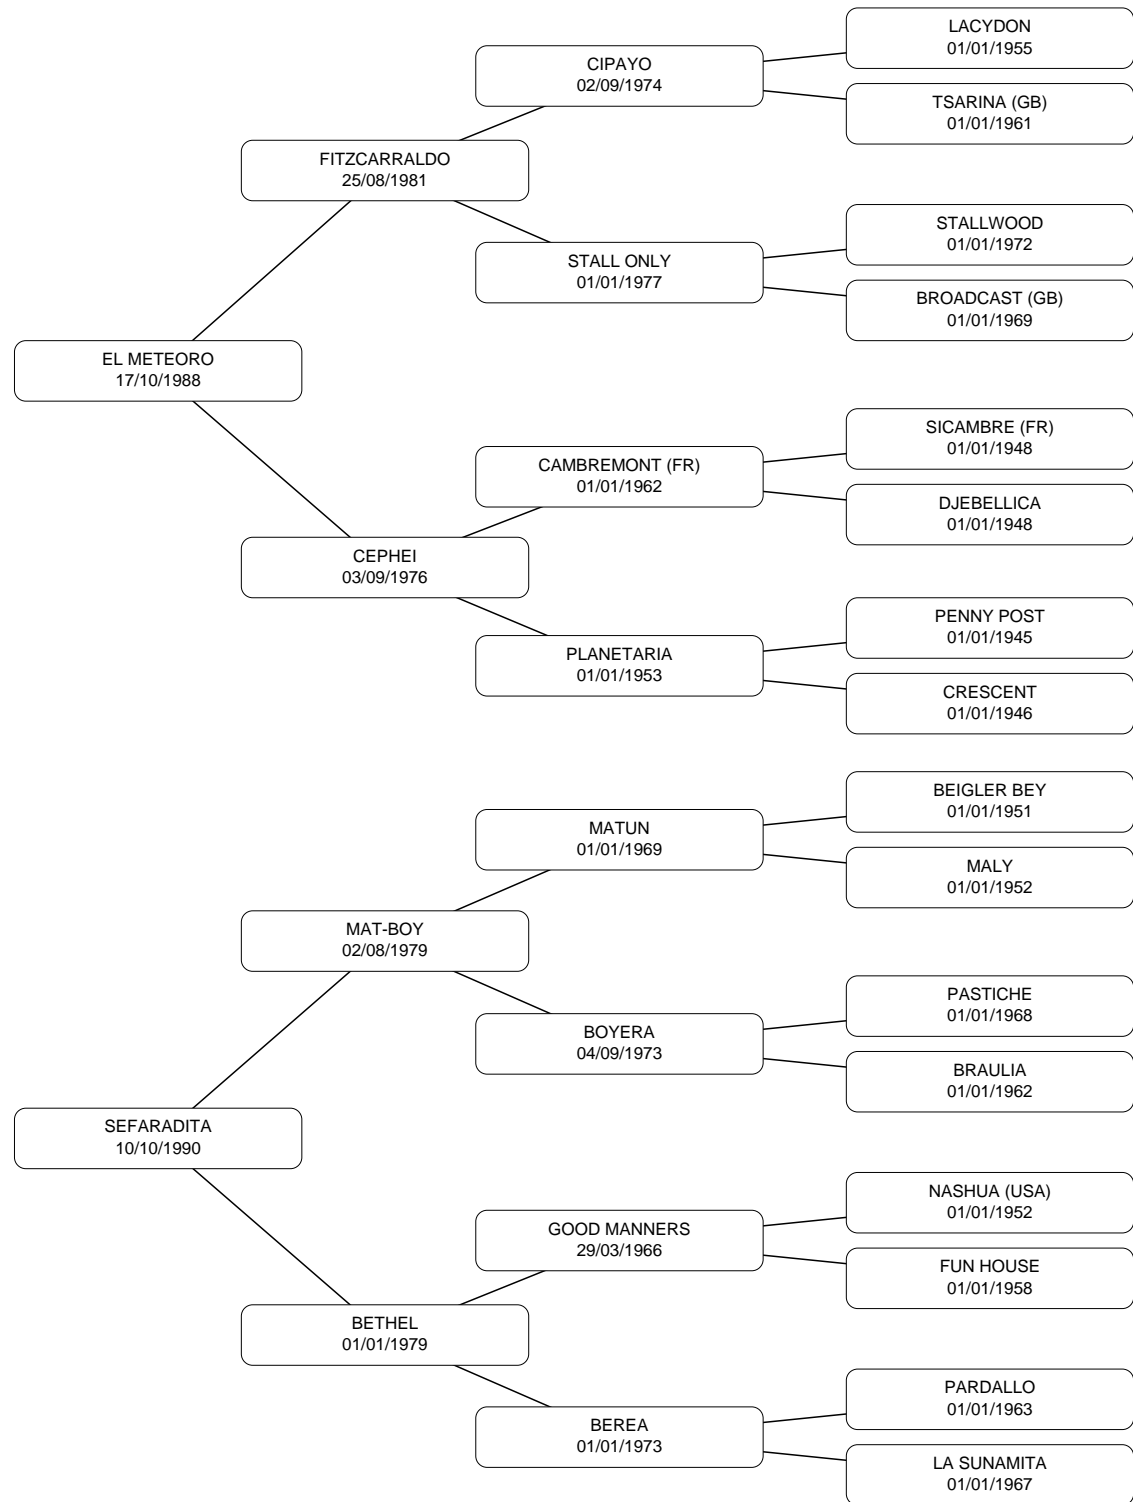 LACYDON
01/01/1955
CIPAYO
02/09/1974
TSARINA (GB)
01/01/1961
FITZCARRALDO
25/08/1981
STALLWOOD
01/01/1972
STALL ONLY
01/01/1977
BROADCAST (GB)
01/01/1969
EL METEORO
17/10/1988
SICAMBRE (FR)
01/01/1948
CAMBREMONT (FR)
01/01/1962
DJEBELLICA
01/01/1948
CEPHEI
03/09/1976
PENNY POST
01/01/1945
PLANETARIA
01/01/1953
CRESCENT
01/01/1946
BEIGLER BEY
01/01/1951
MATUN
01/01/1969
MALY
01/01/1952
MAT-BOY
02/08/1979
PASTICHE
01/01/1968
BOYERA
04/09/1973
BRAULIA
01/01/1962
SEFARADITA
10/10/1990
NASHUA (USA)
01/01/1952
GOOD MANNERS
29/03/1966
FUN HOUSE
01/01/1958
BETHEL
01/01/1979
PARDALLO
01/01/1963
BEREA
01/01/1973
LA SUNAMITA
01/01/1967